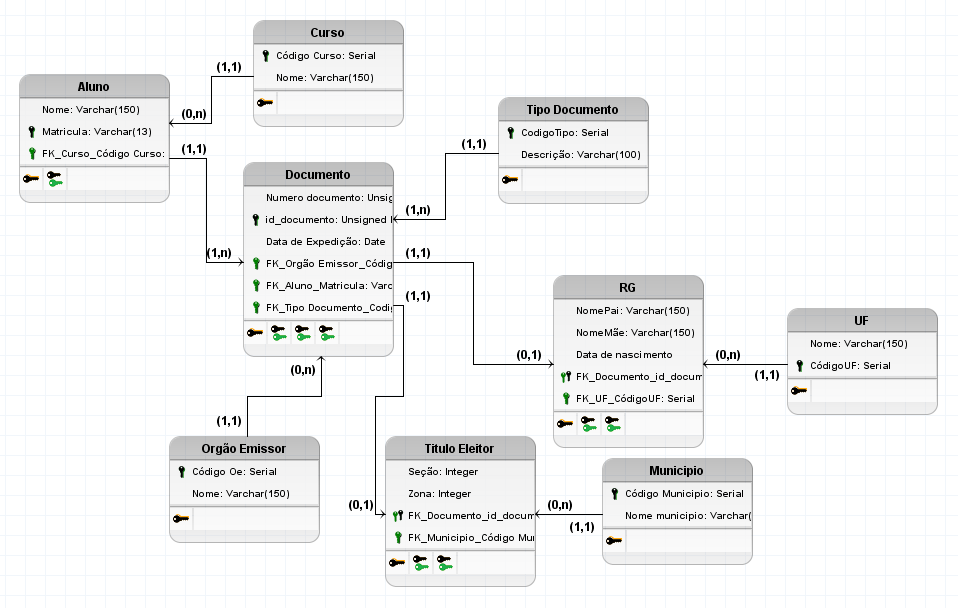 Curso
Código Curso: Serial
Nome: Varchar(150)
(1,1)
Aluno
Nome: Varchar(150)
Matricula: Varchar(13)
FK_Curso_Código Curso:
(0,n)
(1,1)
(1,n)
Tipo Documento
CodigoTipo: Serial
Descrição: Varchar(100)
(1,1)
(1,n)
Documento
Numero documento: Unsig
id_documento: Unsigned
Data de Expedição: Date
FK_Orgão Emissor_Códig
FK_Aluno_Matricula: Varc
FK_Tipo Documento_Codi
(1,1)
(1,1)
(0,1)
RG
NomePai: Varchar(150)
NomeMãe: Varchar(150)
Data de nascimento
FK_Documento_id_docum
FK_UF_CódigoUF: Serial
(0,n)
(1,1)
UF
Nome: Varchar(150)
CódigoUF: Serial
(0,n)
(1,1)
Orgão Emissor
Código Oe: Serial
Nome: Varchar(150)
(0,1)
Titulo Eleitor
Seção: Integer
Zona: Integer
FK_Documento_id_docum
FK_Municipio_Código Mu
(0,n)
(1,1)
Municipio
Código Municipio: Serial
Nome municipio: Varchar(